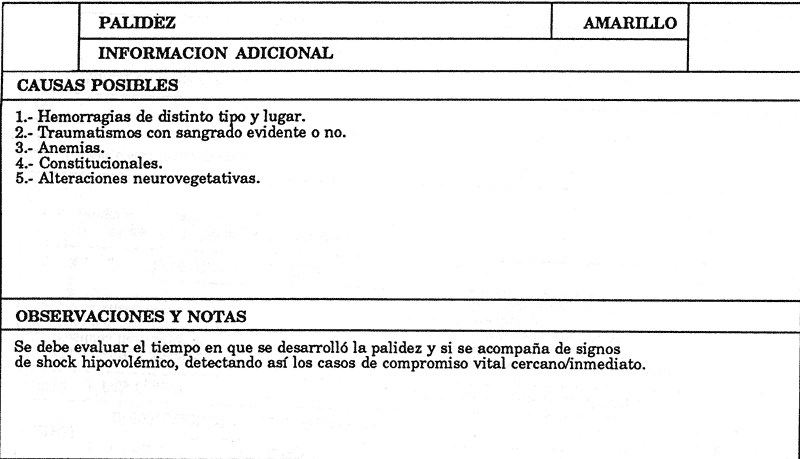 PALIDEZ
AMARILLO
INFORMACION ADICIONAL
CAUSAS POSIBLES
1.- Hemorragias de distinto tipo y lugar.
2.- Traumatismos con sangrado evidente o no.
3.- Anemias.
4.- Constitucionales.
5.- Alteraciones neurovegetativas.
OBSERVACIONES Y NOTAS
Se debe evaluar el tiempo en que se desarrolló la palidez y si se acompaña de signos
de shock hipovolémico, detectando así los casos de compromiso vital cercano/inmediato.